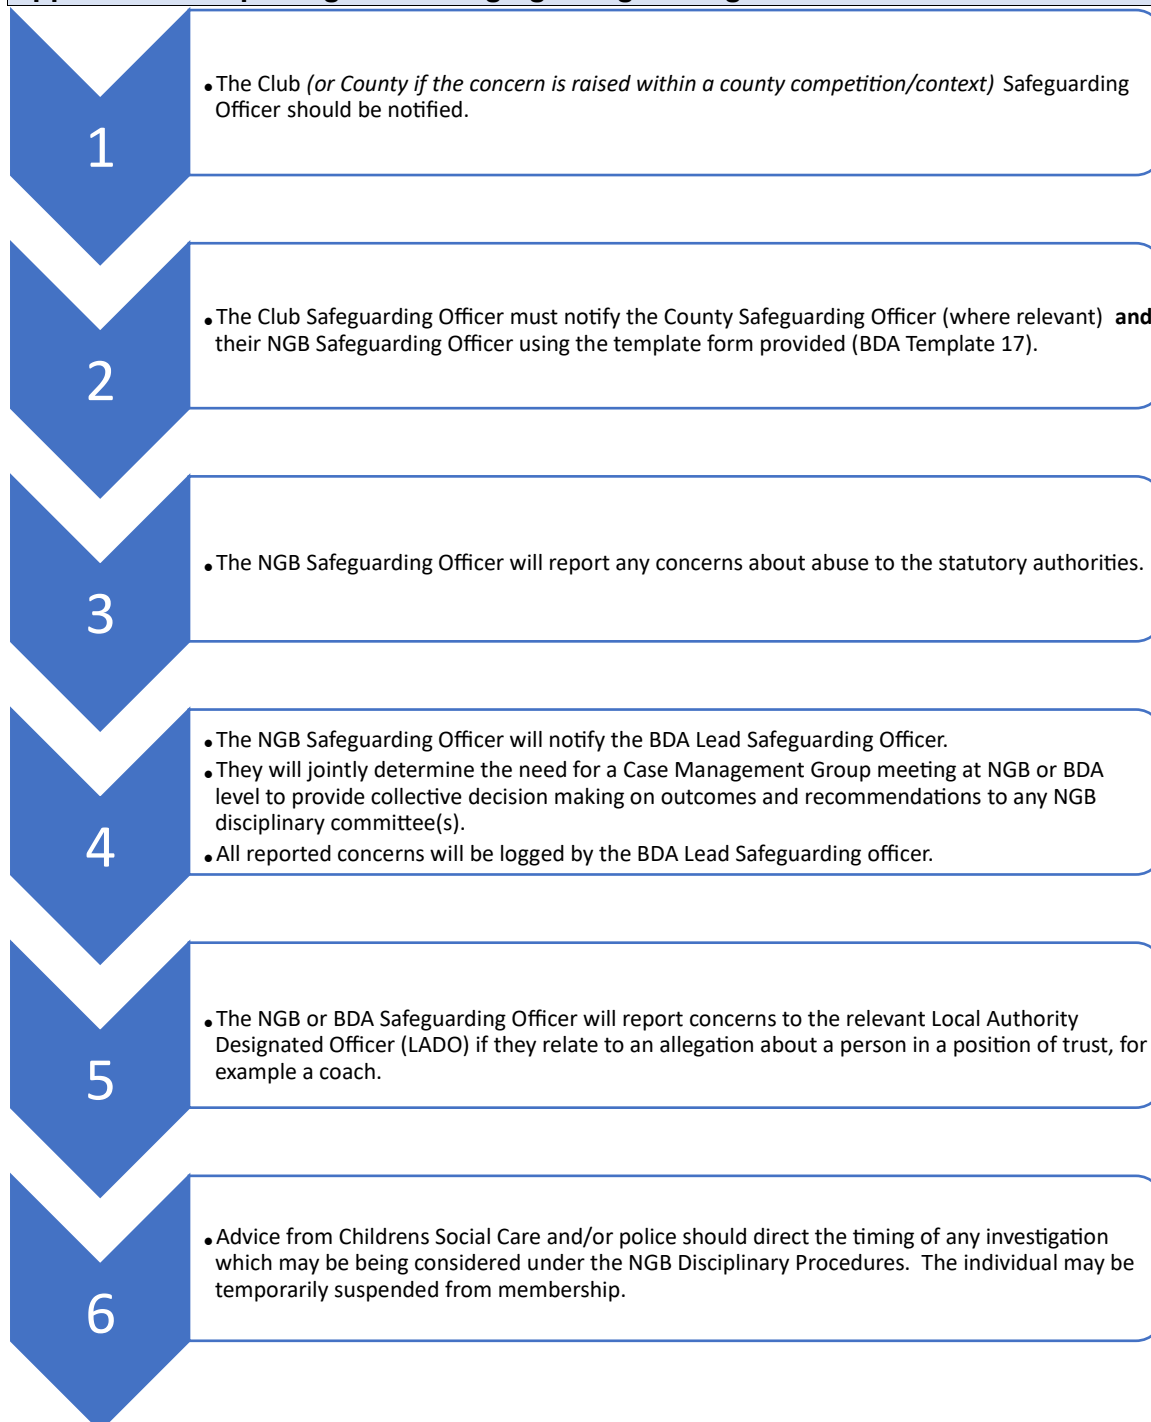 1
•The Club (or County if the concern is raised within a county competition/context) Safeguarding
Officer should be notified.
2
•The Club Safeguarding Officer must notify the County Safeguarding Officer (where relevant) and
their NGB Safeguarding Officer using the template form provided (BDA Template 17).
3
•The NGB Safeguarding Officer will report any concerns about abuse to the statutory authorities.
4
•The NGB Safeguarding Officer will notify the BDA Lead Safeguarding Officer.
•They will jointly determine the need for a Case Management Group meeting at NGB or BDA
level to provide collective decision making on outcomes and recommendations to any NGB
disciplinary committee(s).
•All reported concerns will be logged by the BDA Lead Safeguarding officer.
5
•The NGB or BDA Safeguarding Officer will report concerns to the relevant Local Authority
Designated Officer (LADO) if they relate to an allegation about a person in a position of trust, for
example a coach.
6
•Advice from Childrens Social Care and/or police should direct the timing of any investigation
which may be being considered under the NGB Disciplinary Procedures.  The individual may be
temporarily suspended from membership.